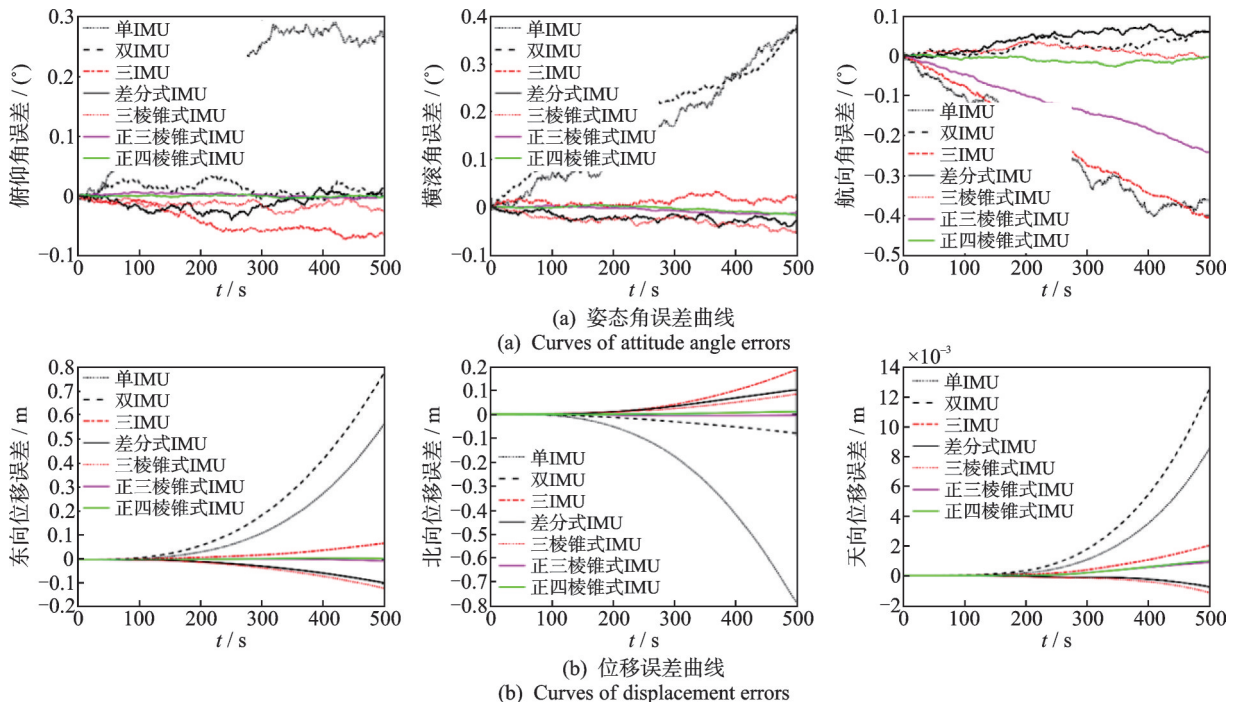 俯仰角误差 / (°)
0.3
0.2
0.1
0
−0.1
单IMU
双IMU
三IMU
差分式IMU
三棱锥式IMU
正三棱锥式IMU
正四棱锥式IMU
0 100 200 300 400 500
t / s
横滚角误差 / (°)
0.4
0.3
0.2
0.1
0
−0.1
单IMU
双IMU
三IMU
差分式IMU
三棱锥式IMU
正三棱锥式IMU
正四棱锥式IMU
0 100 200 300 400 500
t / s
航向角误差 / (°)
0.1
0
−0.1
−0.2
−0.3
−0.4
−0.5
单IMU
双IMU
三IMU
差分式IMU
三棱锥式IMU
正三棱锥式IMU
正四棱锥式IMU
0 100 200 300 400 500
t / s
(a) 姿态角误差曲线
(a) Curves of attitude angle errors
东向位移误差 / m
0.8
0.7
0.6
0.5
0.4
0.3
0.2
0.1
0
−0.1
−0.2
单IMU
双IMU
三IMU
差分式IMU
三棱锥式IMU
正三棱锥式IMU
正四棱锥式IMU
0 100 200 300 400 500
t / s
北向位移误差 / m
0.2
0.1
0
−0.1
−0.2
−0.3
−0.4
−0.5
−0.6
−0.7
−0.8
单IMU
双IMU
三IMU
差分式IMU
三棱锥式IMU
正三棱锥式IMU
正四棱锥式IMU
0 100 200 300 400 500
t / s
天向位移误差 / m
×10⁻³
14
12
10
8
6
4
2
0
−2
单IMU
双IMU
三IMU
差分式IMU
三棱锥式IMU
正三棱锥式IMU
正四棱锥式IMU
0 100 200 300 400 500
t / s
(b) 位移误差曲线
(b) Curves of displacement errors